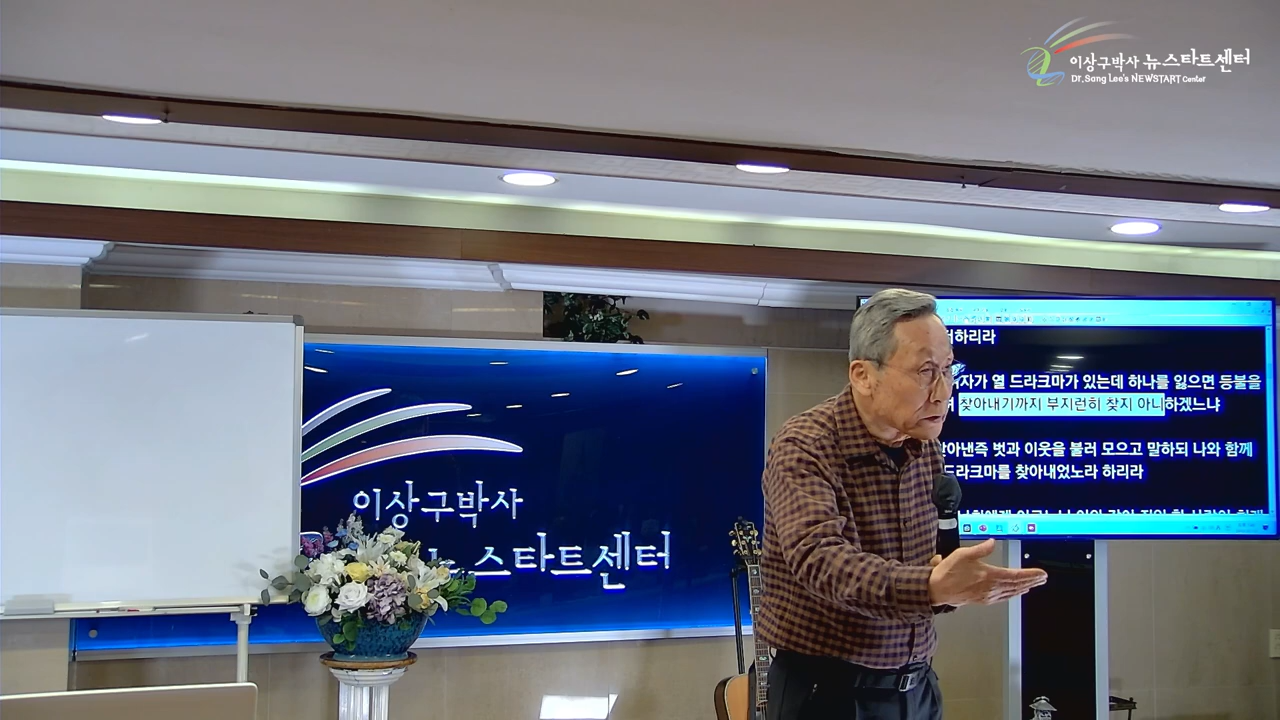 이상구박사 뉴스타트센터
Dr. Sang Lee's NEWSTART Center
이상구박사
뉴스타트센터
하리라
여자가 열 드라크마가 있는데 하나를 잃으면 등불을
찾아내기까지 부지런히 찾지 아니하겠느냐
찾아낸즉 벗과 이웃을 불러 모으고 말하되 나와 함께
드라크마를 찾아내었노라 하리라